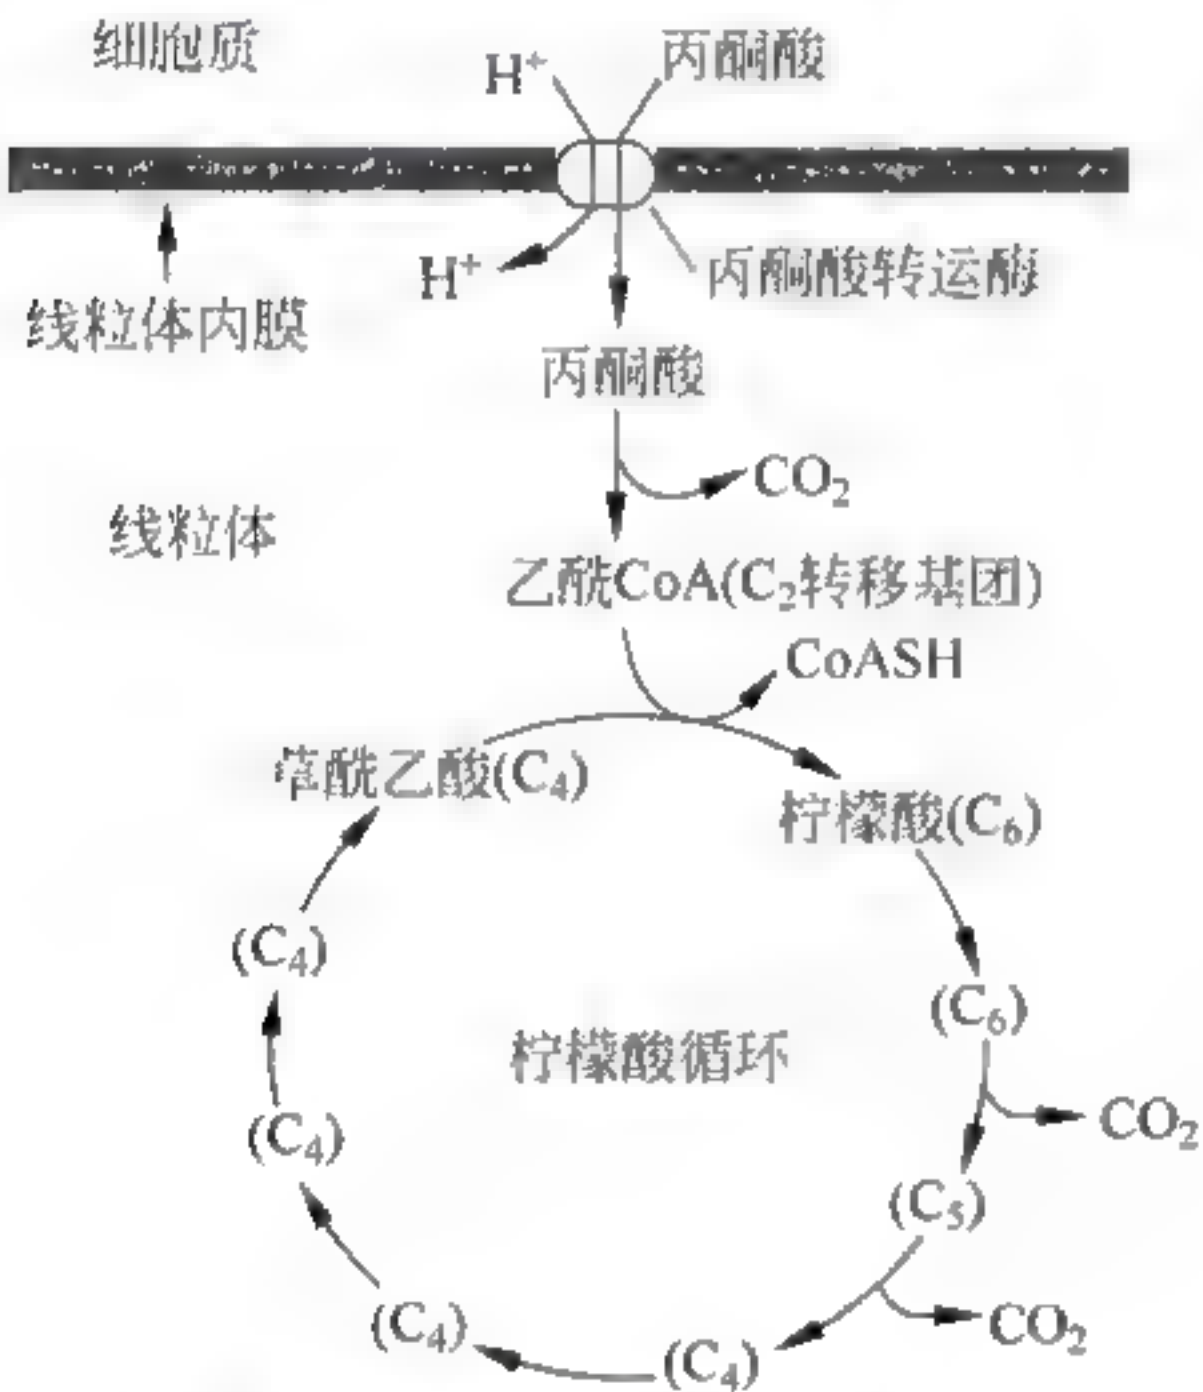 细胞质
H⁺
丙酮酸
H⁺
丙酮酸转运酶
线粒体内膜
丙酮酸
CO₂
线粒体
乙酰CoA(C₂转移基团)
CoASH
草酰乙酸(C₄)
柠檬酸(C₆)
(C₄)
(C₆)
柠檬酸循环
CO₂
(C₄)
(C₅)
(C₄)
CO₂
(C₄)